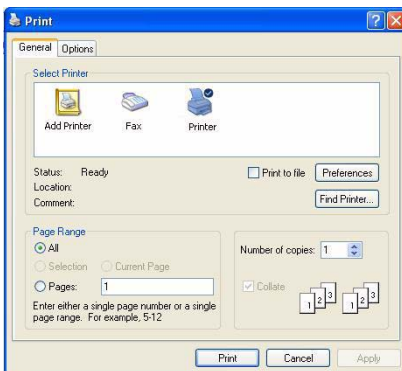 Print
General Options
Select Printer
Add Printer Fax Printer
Status: Ready
Print to file Preferences
Location:
Comment:
Find Printer...
Page Range
All
Selection Current Page
Pages: 1
Enter either a single page number or a single
page range. For example, 5-12
Number of copies: 1
Collate
1 2 3 1 2 3
Print Cancel Apply